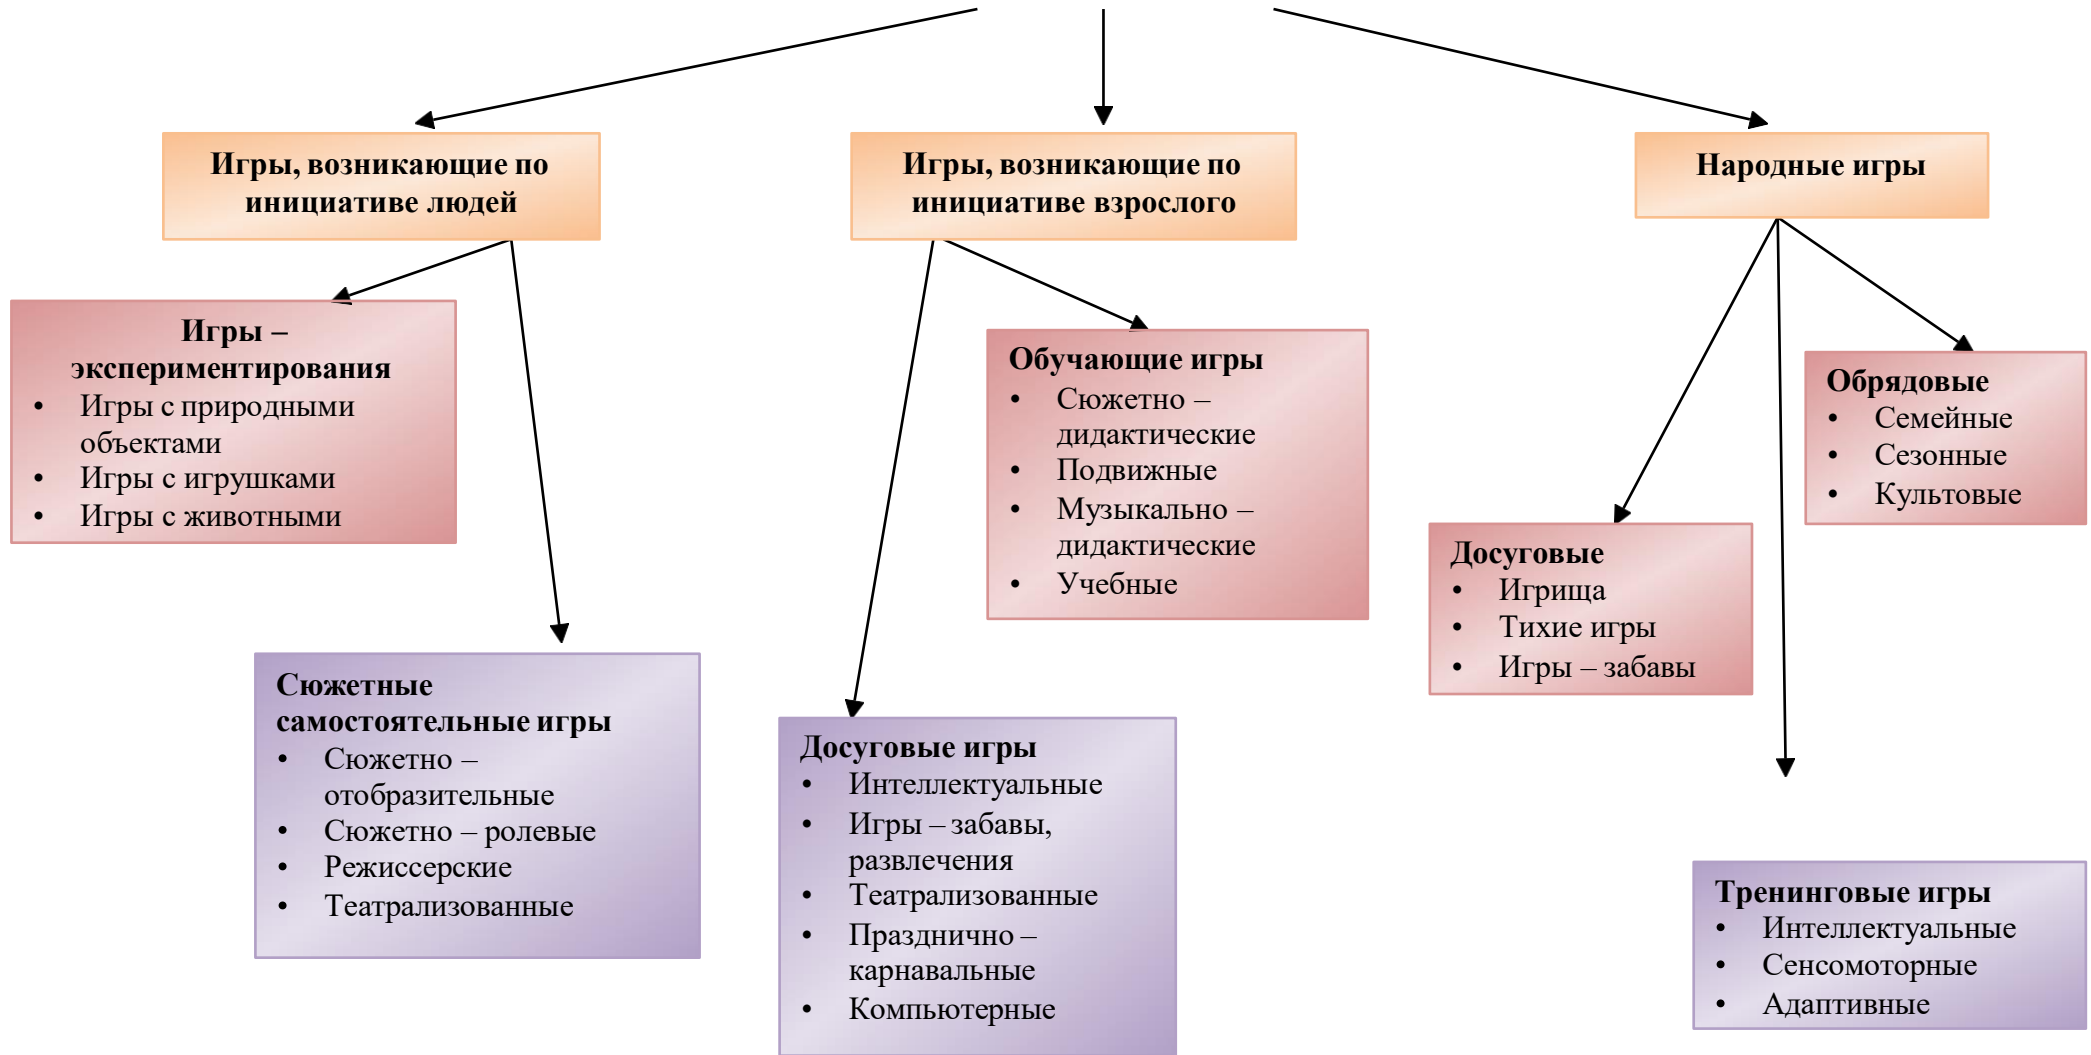 Игры, возникающие по
инициативе людей
Игры, возникающие по
инициативе взрослого
Народные игры
Игры –
экспериментирования
• Игры с природными
объектами
• Игры с игрушками
• Игры с животными
Обучающие игры
• Сюжетно –
дидактические
• Подвижные
• Музыкально –
дидактические
• Учебные
Обрядовые
• Семейные
• Сезонные
• Культовые
Досуговые
• Игрища
• Тихие игры
• Игры – забавы
Сюжетные
самостоятельные игры
• Сюжетно –
отобразительные
• Сюжетно – ролевые
• Режиссерские
• Театрализованные
Досуговые игры
• Интеллектуальные
• Игры – забавы,
развлечения
• Театрализованные
• Празднично –
карнавальные
• Компьютерные
Тренинговые игры
• Интеллектуальные
• Сенсомоторные
• Адаптивные